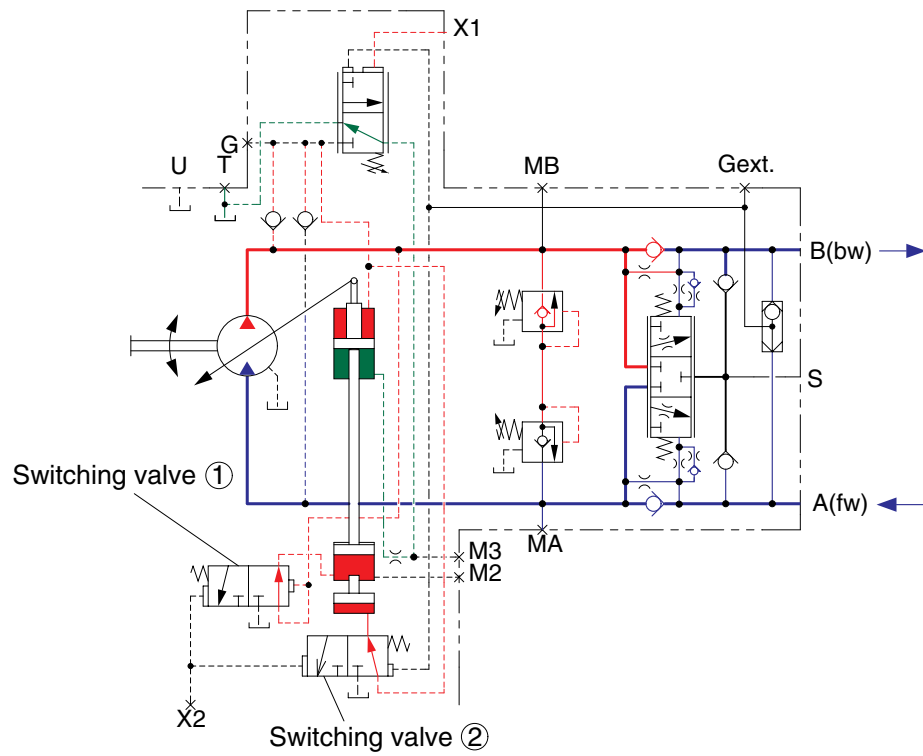 X1
G
U
T
MB
Gext.
B(bw)
S
Switching valve ①
A(fw)
MA
M3
M2
X2
Switching valve ②